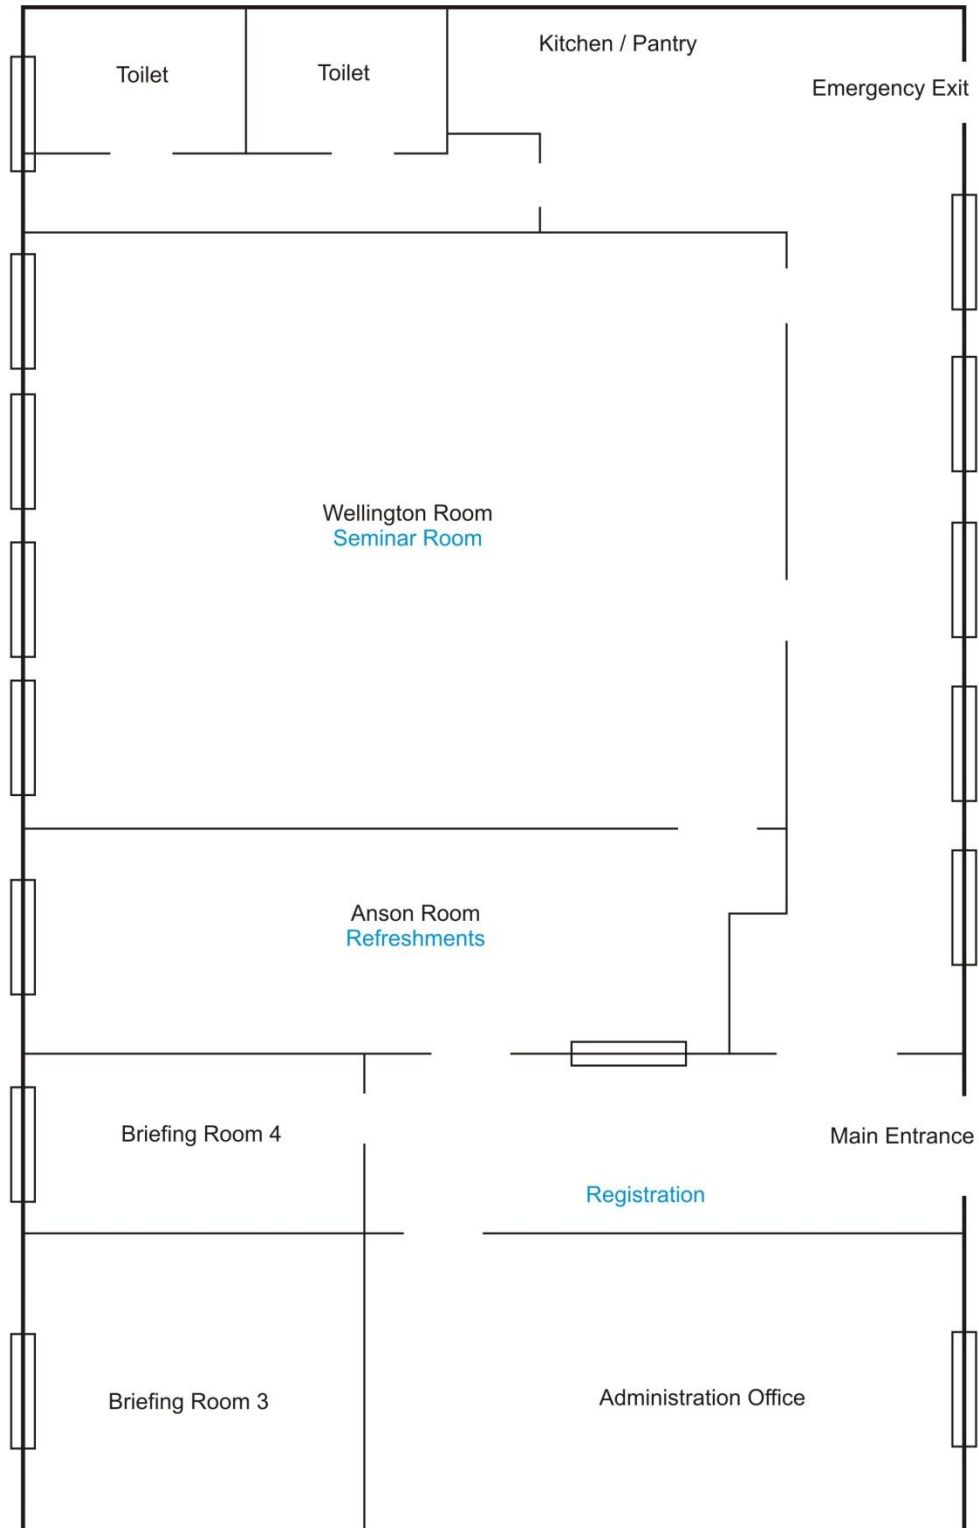 Kitchen / Pantry
Toilet
Toilet
Emergency Exit
Wellington Room
Seminar Room
Anson Room
Refreshments
Briefing Room 4
Main Entrance
Registration
Briefing Room 3
Administration Office